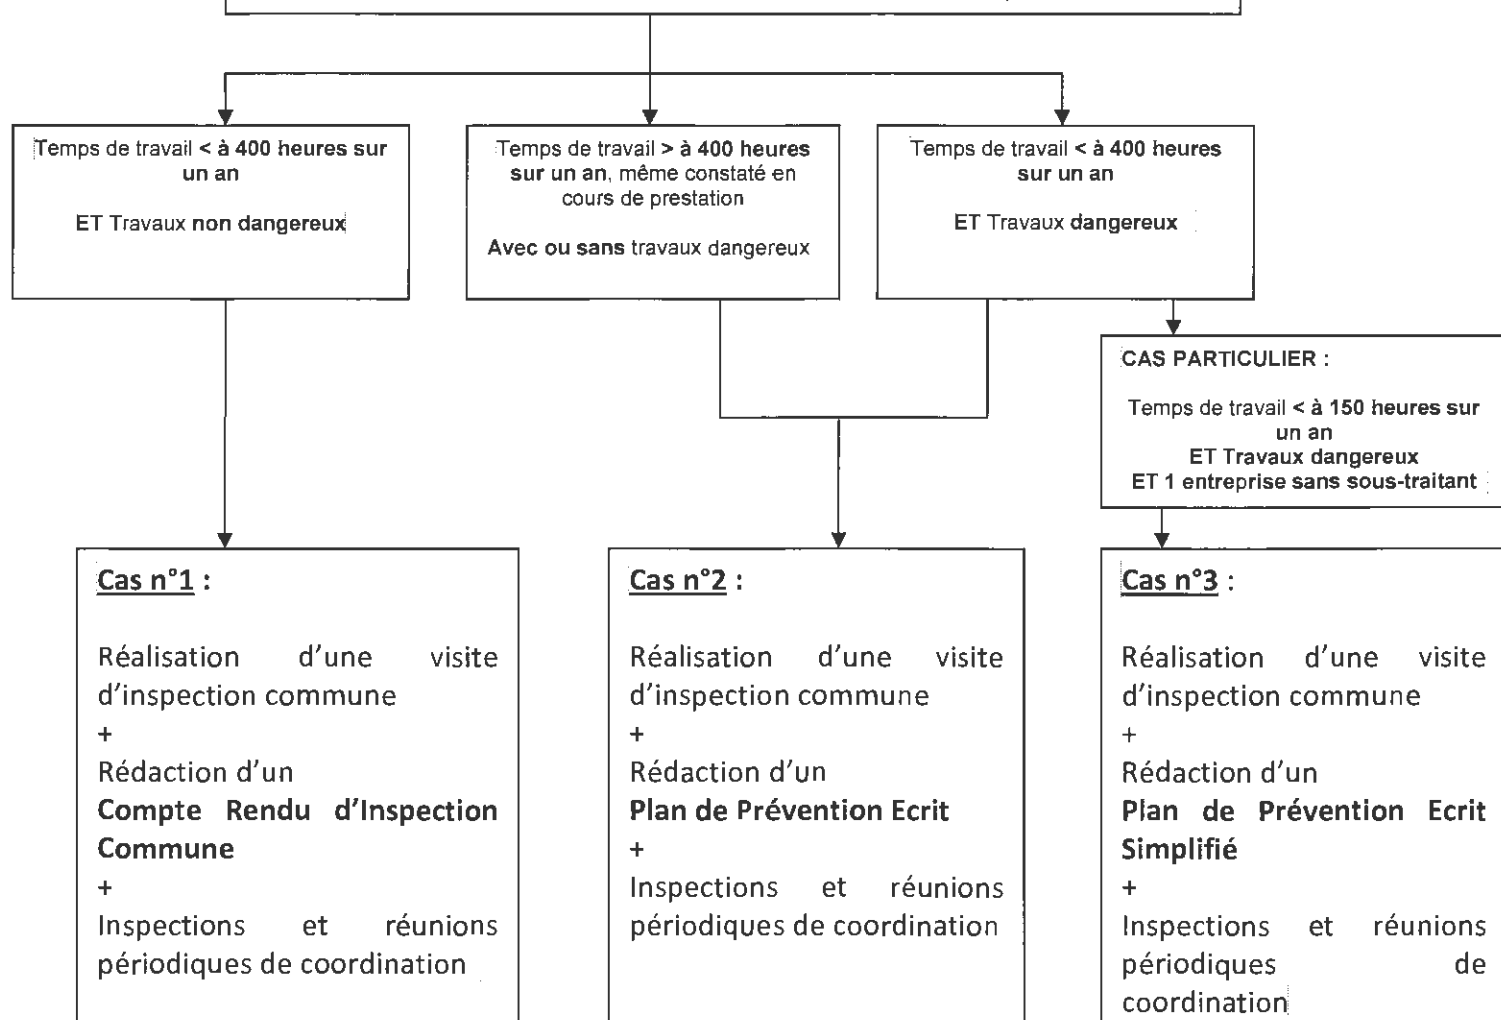 Temps de travail < à 400 heures sur
un an
ET Travaux non dangereux
Temps de travail > à 400 heures
sur un an, même constaté en
cours de prestation
Avec ou sans travaux dangereux
Temps de travail < à 400 heures
sur un an
ET Travaux dangereux
CAS PARTICULIER :
Temps de travail < à 150 heures sur
un an
ET Travaux dangereux
ET 1 entreprise sans sous-traitant
Cas n°1 :
Réalisation d'une visite
d'inspection commune
+
Rédaction d'un
Compte Rendu d'Inspection
Commune
+
Inspections et réunions
périodiques de coordination
Cas n°2 :
Réalisation d'une visite
d'inspection commune
+
Rédaction d'un
Plan de Prévention Ecrit
+
Inspections et réunions
périodiques de coordination
Cas n°3 :
Réalisation d'une visite
d'inspection commune
+
Rédaction d'un
Plan de Prévention Ecrit
Simplifié
+
Inspections et réunions
périodiques de
coordination